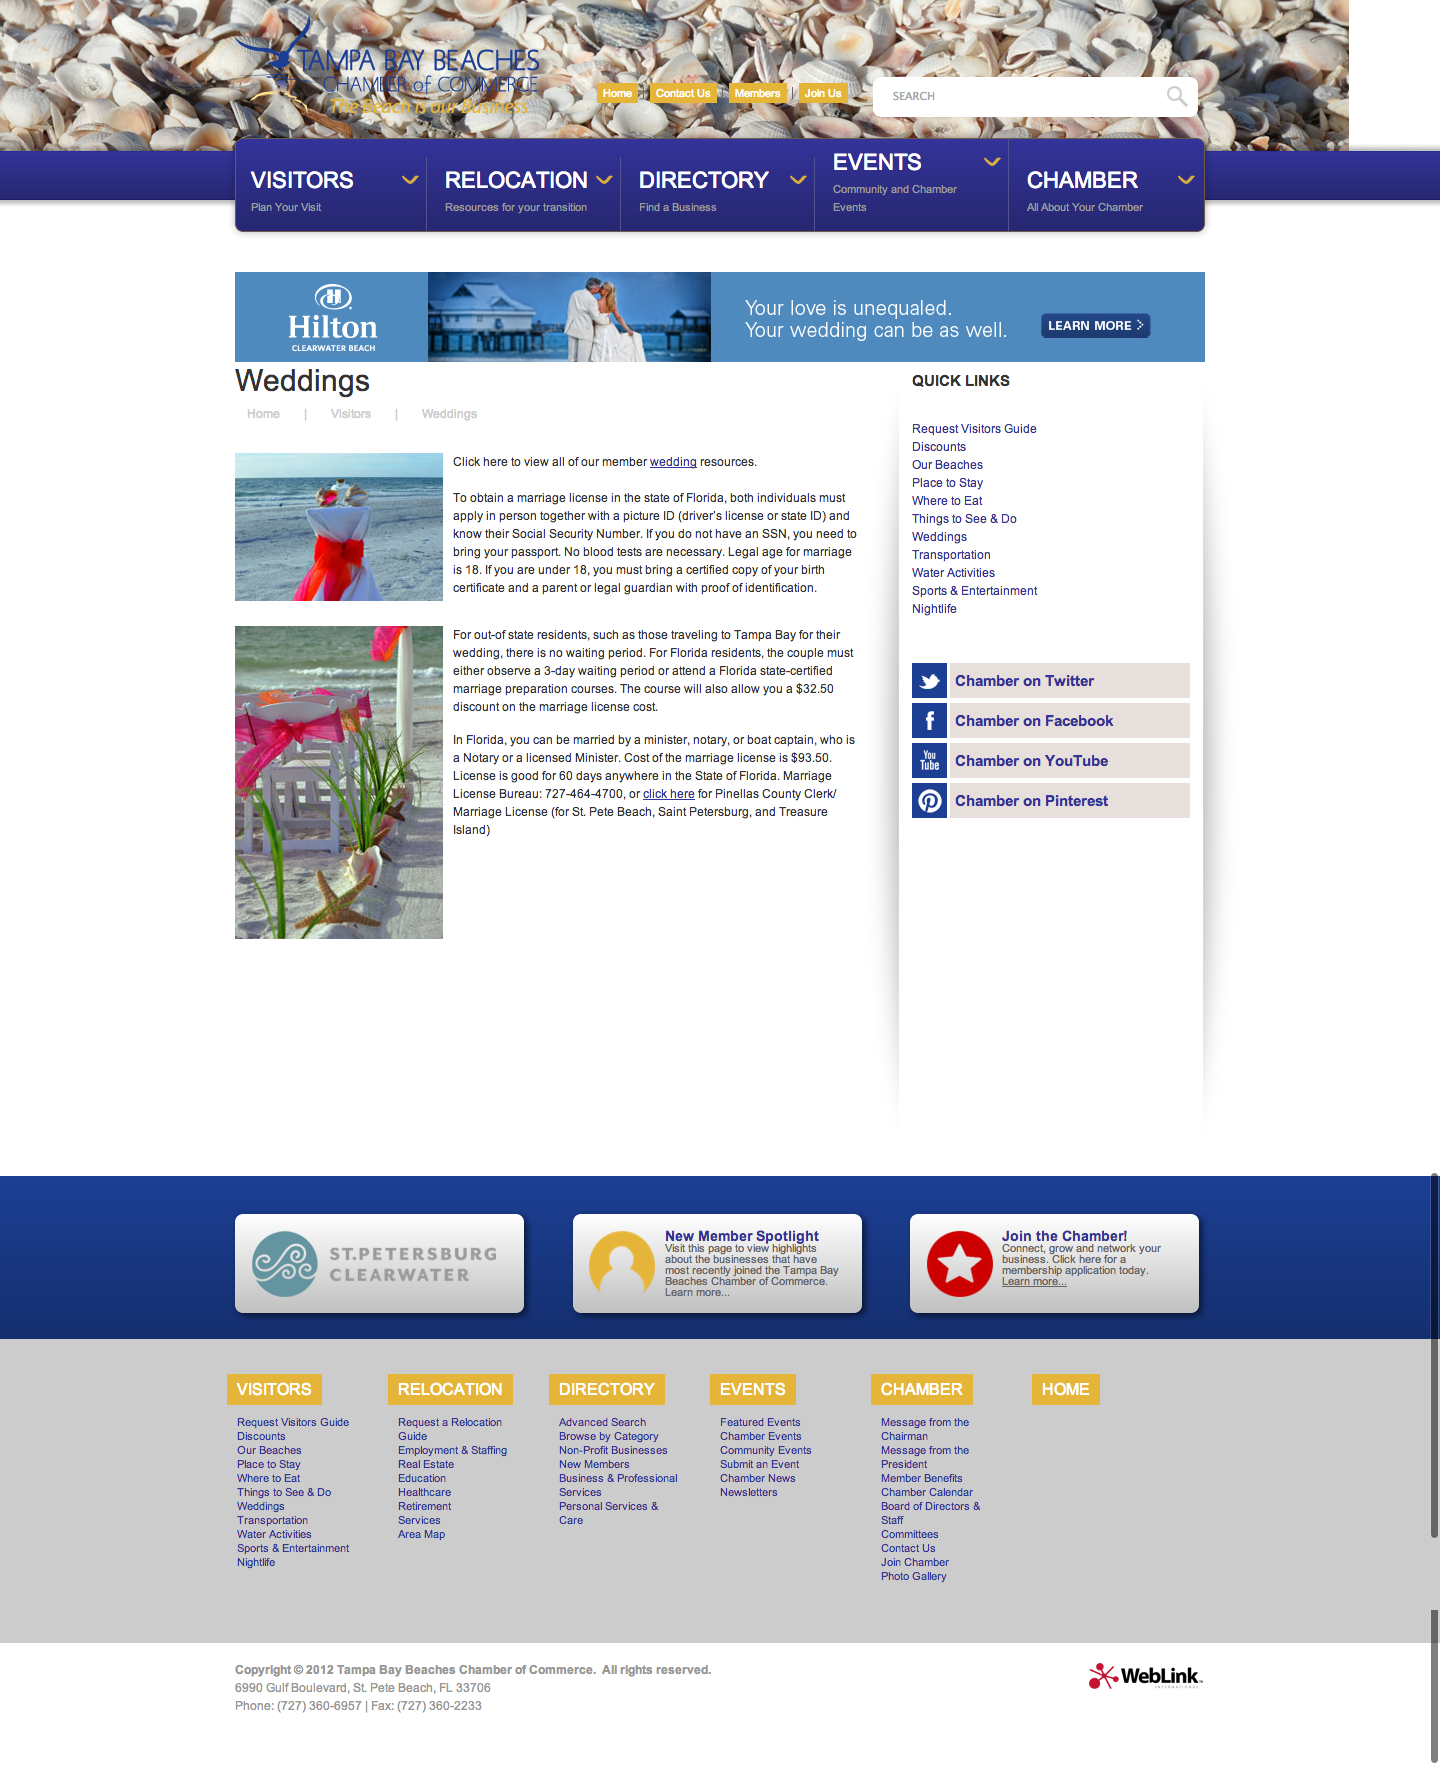 TAMPA BAY BEACHES
CHAMBER of COMMERCE
The Beach is our Business
Home | Contact Us | Members | Join Us
SEARCH
VISITORS
Plan Your Visit
RELOCATION
Resources for your transition
DIRECTORY
Find a Business
EVENTS
Community and Chamber
Events
CHAMBER
All About Your Chamber
Hilton
CLEARWATER BEACH
Your love is unequaled.
Your wedding can be as well.
LEARN MORE
Weddings
Home | Visitors | Weddings
Click here to view all of our member wedding resources.
To obtain a marriage license in the state of Florida, both individuals must
apply in person together with a picture ID (driver's license or state ID) and
know their Social Security Number. If you do not have an SSN, you need to
bring your passport. No blood tests are necessary. Legal age for marriage
is 18. If you are under 18, you must bring a certified copy of your birth
certificate and a parent or legal guardian with proof of identification.
For out-of state residents, such as those traveling to Tampa Bay for their
wedding, there is no waiting period. For Florida residents, the couple must
either observe a 3-day waiting period or attend a Florida state-certified
marriage preparation courses. The course will also allow you a $32.50
discount on the marriage license cost.
In Florida, you can be married by a minister, notary, or boat captain, who is
a Notary or a licensed Minister. Cost of the marriage license is $93.50.
License is good for 60 days anywhere in the State of Florida. Marriage
License Bureau: 727-464-4700, or click here for Pinellas County Clerk/
Marriage License (for St. Pete Beach, Saint Petersburg, and Treasure
Island)
QUICK LINKS
Request Visitors Guide
Discounts
Our Beaches
Place to Stay
Where to Eat
Things to See & Do
Weddings
Transportation
Water Activities
Sports & Entertainment
Nightlife
Chamber on Twitter
Chamber on Facebook
You Tube
Chamber on YouTube
Chamber on Pinterest
ST.PETERSBURG
CLEARWATER
New Member Spotlight
Visit this page to view highlights
about the businesses that have
most recently joined the Tampa Bay
Beaches Chamber of Commerce.
Learn more...
Join the Chamber!
Connect, grow and network your
business. Click here for a
membership application today.
Learn more...
VISITORS
Request Visitors Guide
Discounts
Our Beaches
Place to Stay
Where to Eat
Things to See & Do
Weddings
Transportation
Water Activities
Sports & Entertainment
Nightlife
RELOCATION
Request a Relocation
Guide
Employment & Staffing
Real Estate
Education
Healthcare
Retirement
Services
Area Map
DIRECTORY
Advanced Search
Browse by Category
Non-Profit Businesses
New Members
Business & Professional
Services
Personal Services &
Care
EVENTS
Featured Events
Chamber Events
Community Events
Submit an Event
Chamber News
Newsletters
CHAMBER
Message from the
Chairman
Message from the
President
Member Benefits
Chamber Calendar
Board of Directors &
Staff
Committees
Contact Us
Join Chamber
Photo Gallery
HOME
Copyright © 2012 Tampa Bay Beaches Chamber of Commerce. All rights reserved.
6990 Gulf Boulevard, St. Pete Beach, FL 33706
Phone: (727) 360-6957 | Fax: (727) 360-2233
WebLink
INTERNATIONAL